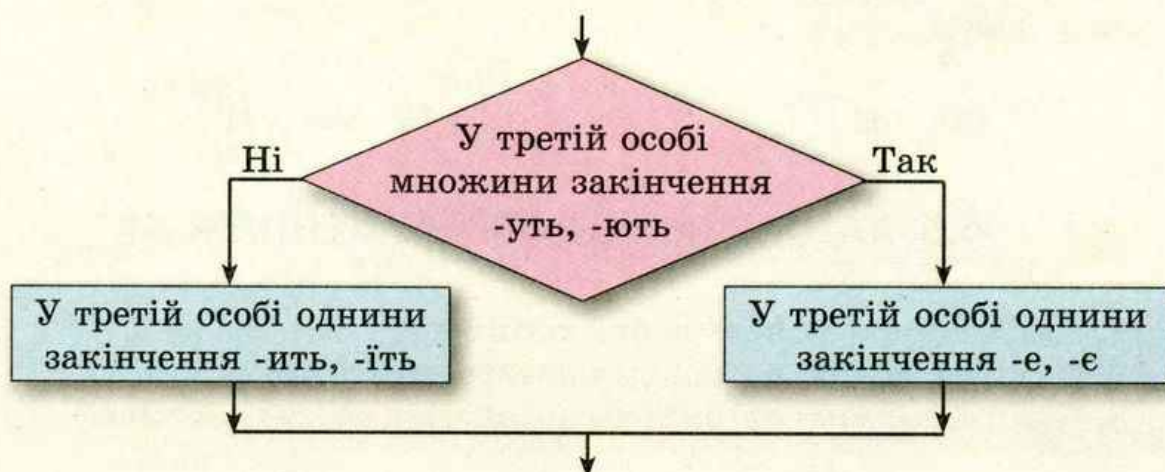 У третій особі
множини закінчення
-уть, -ють
Ні
Так
У третій особі однини
закінчення -ить, -їть
У третій особі однини
закінчення -е, -є